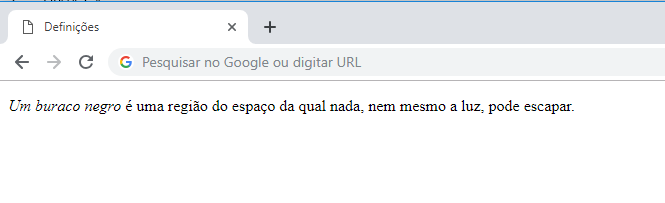 Definições
Pesquisar no Google ou digitar URL
Um buraco negro é uma região do espaço da qual nada, nem mesmo a luz, pode escapar.